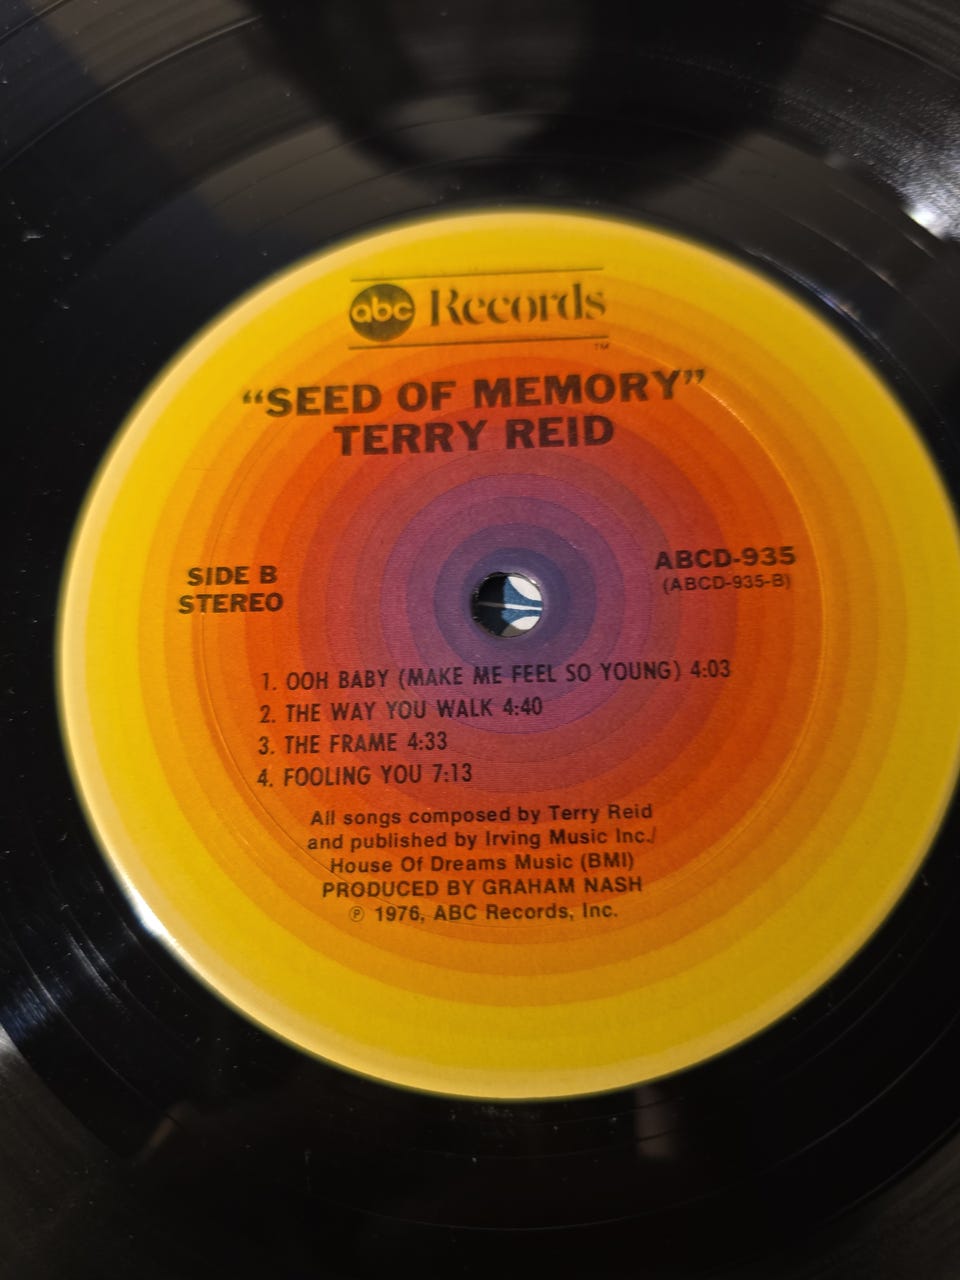 abc Records
TM
“SEED OF MEMORY”
TERRY REID
SIDE B
STEREO
ABCD-935
(ABCD-935-B)
1. OOH BABY (MAKE ME FEEL SO YOUNG) 4:03
2. THE WAY YOU WALK 4:40
3. THE FRAME 4:33
4. FOOLING YOU 7:13
All songs composed by Terry Reid
and published by Irving Music Inc./
House Of Dreams Music (BMI)
PRODUCED BY GRAHAM NASH
℗ 1976, ABC Records, Inc.